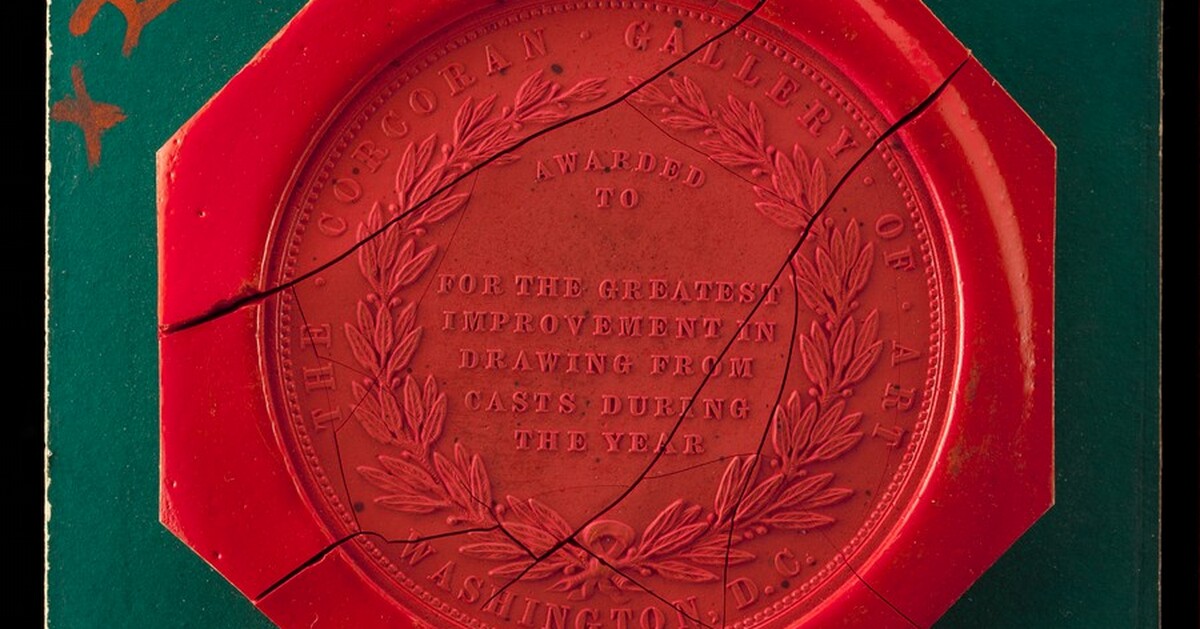 THE · CORCORAN · GALLERY · OF · ART
AWARDED
TO
FOR THE GREATEST
IMPROVEMENT IN
DRAWING FROM
CASTS DURING
THE YEAR
WASHINGTON, D.C.